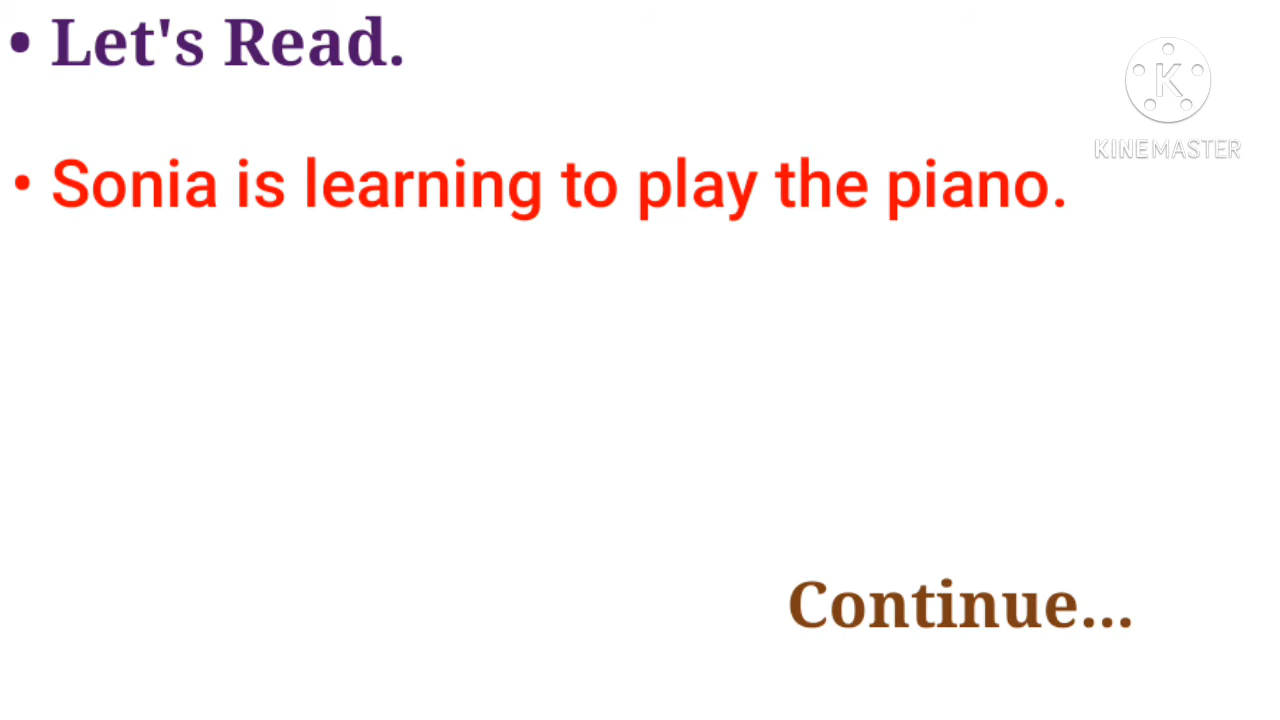 • Let's Read.
KINEMASTER
• Sonia is learning to play the piano.
Continue...